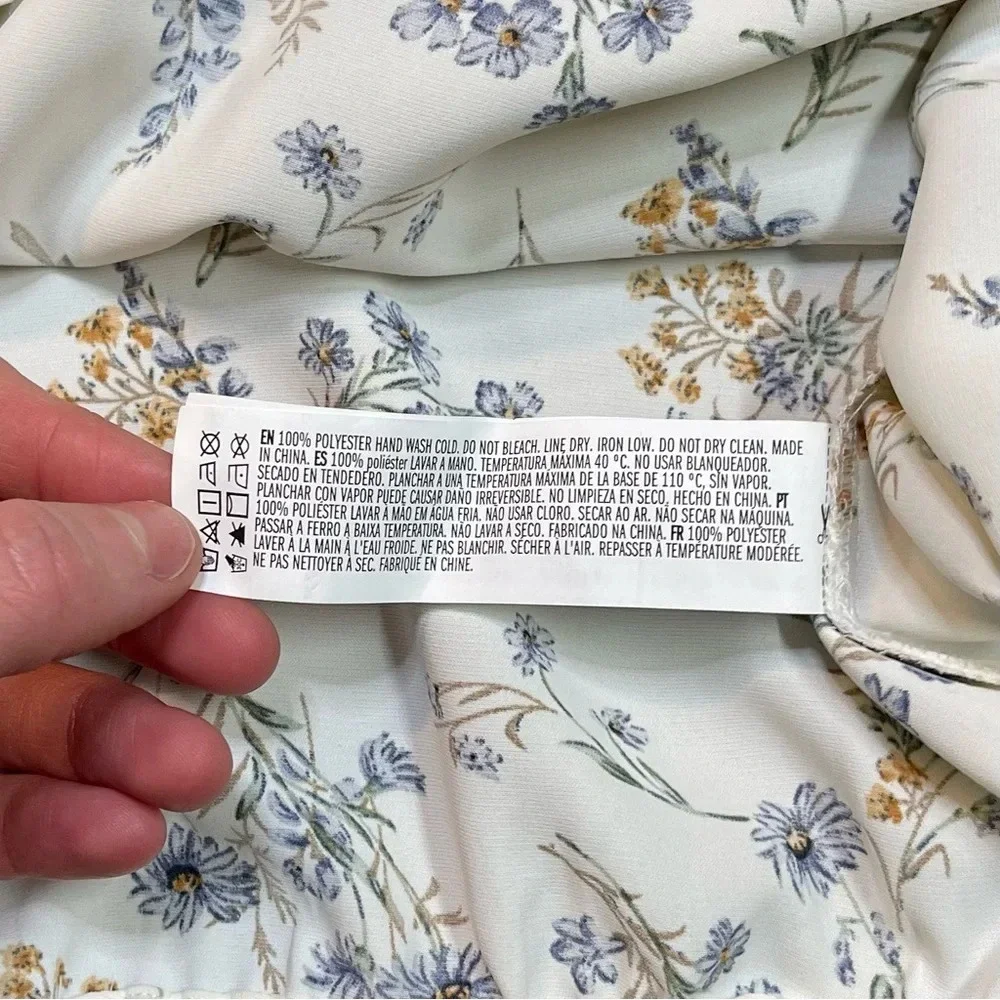 EN 100% POLYESTER HAND WASH COLD. DO NOT BLEACH. LINE DRY. IRON LOW. DO NOT DRY CLEAN. MADE
IN CHINA. ES 100% poliéster LAVAR A MANO. TEMPERATURA MÁXIMA 40 °C. NO USAR BLANQUEADOR.
SECADO EN TENDEDERO. PLANCHAR A UNA TEMPERATURA MÁXIMA DE LA BASE DE 110 °C, SIN VAPOR.
PLANCHAR CON VAPOR PUEDE CAUSAR DAÑO IRREVERSIBLE. NO LIMPIEZA EN SECO. HECHO EN CHINA. PT
100% POLIÉSTER LAVAR À MÃO EM ÁGUA FRIA. NÃO USAR CLORO. SECAR AO AR. NÃO SECAR NA MÁQUINA.
PASSAR A FERRO A BAIXA TEMPERATURA. NÃO LAVAR A SECO. FABRICADO NA CHINA. FR 100% POLYESTER
LAVER À LA MAIN À L'EAU FROIDE. NE PAS BLANCHIR. SÉCHER À L'AIR. REPASSER À TEMPÉRATURE MODÉRÉE.
NE PAS NETTOYER À SEC. FABRIQUÉ EN CHINE.